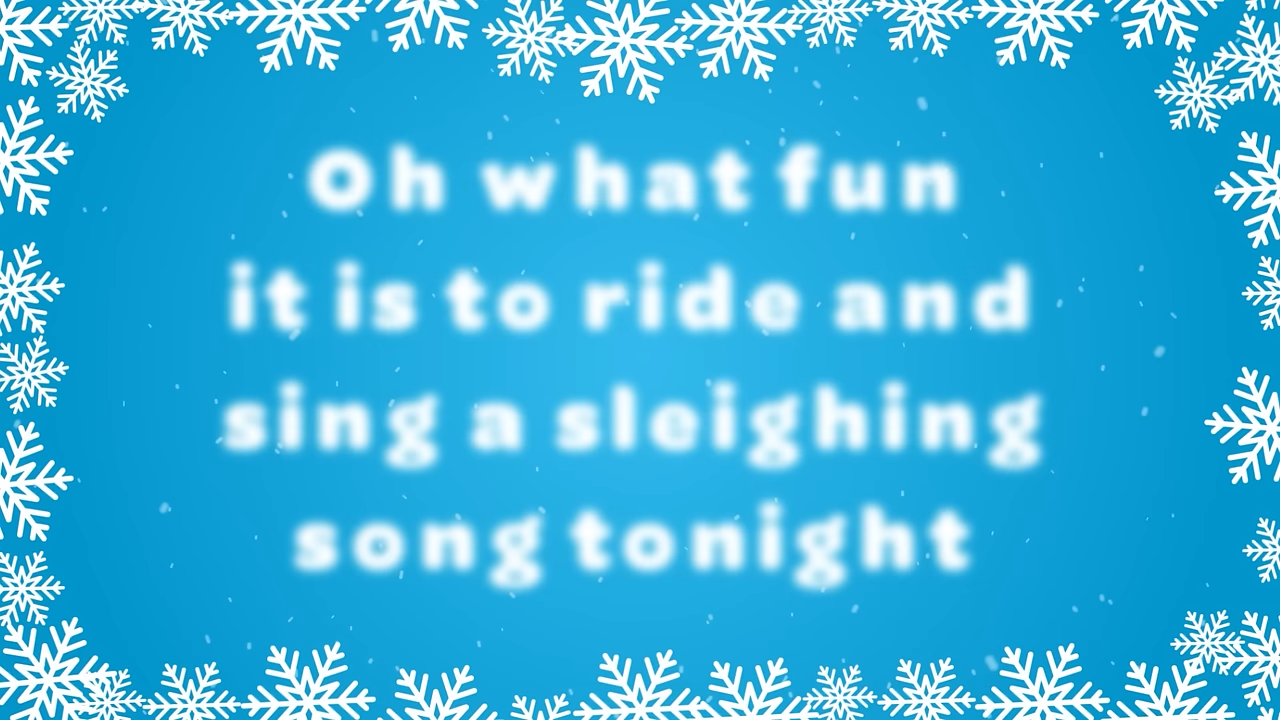 Oh what fun
it is to ride and
sing a sleighing
song tonight